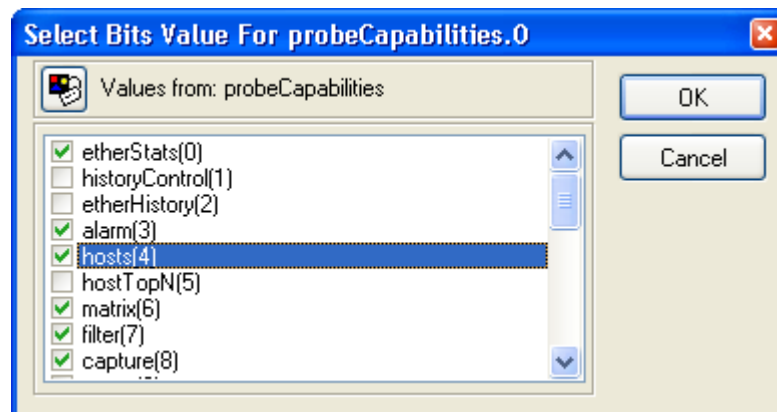 Select Bits Value For probeCapabilities.0
Values from: probeCapabilities
OK
Cancel
etherStats(0)
historyControl(1)
etherHistory(2)
alarm(3)
hosts(4)
hostTopN(5)
matrix(6)
filter(7)
capture(8)